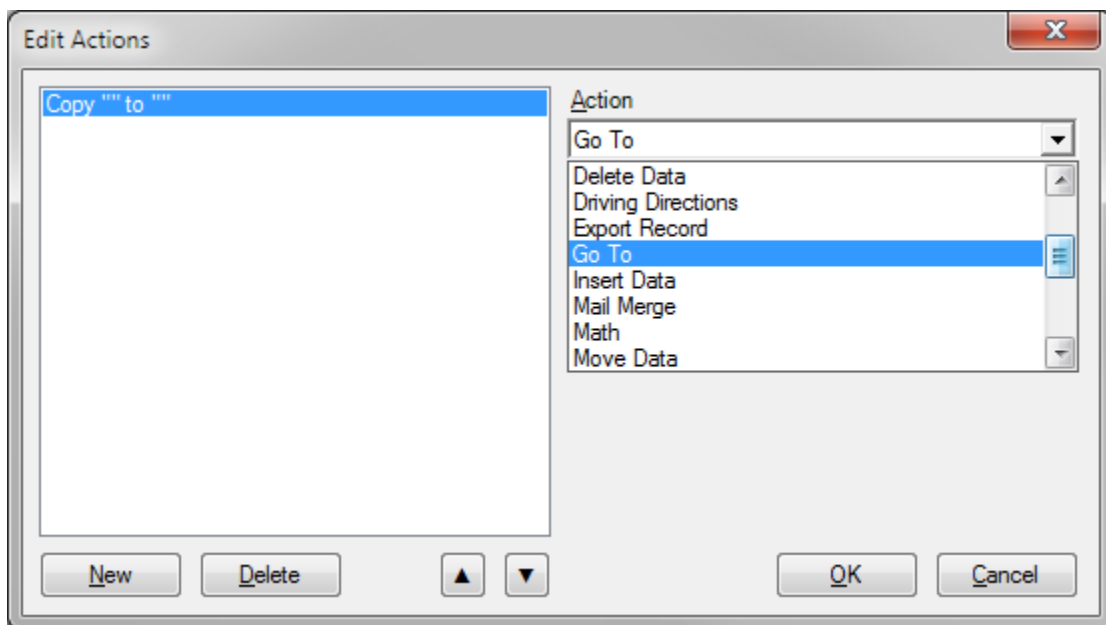 Edit Actions
Copy "" to ""
Action
Go To
Delete Data
Driving Directions
Export Record
Go To
Insert Data
Mail Merge
Math
Move Data
New
Delete
OK
Cancel